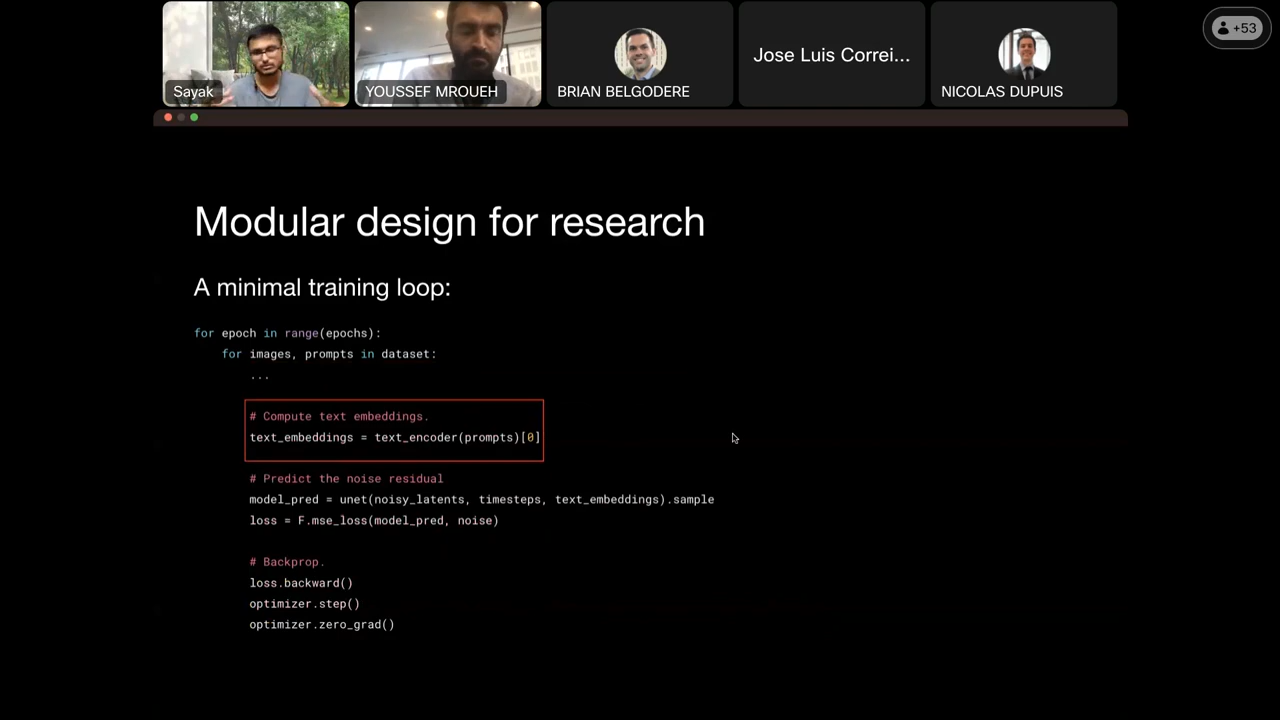 Sayak
YOUSSEF MROUEH
BRIAN BELGODERE
Jose Luis Correi...
NICOLAS DUPUIS
+53
Modular design for research
A minimal training loop:
for epoch in range(epochs):
    for images, prompts in dataset:
        ...
        # Compute text embeddings.
        text_embeddings = text_encoder(prompts)[0]
        # Predict the noise residual
        model_pred = unet(noisy_latents, timesteps, text_embeddings).sample
        loss = F.mse_loss(model_pred, noise)
        # Backprop.
        loss.backward()
        optimizer.step()
        optimizer.zero_grad()